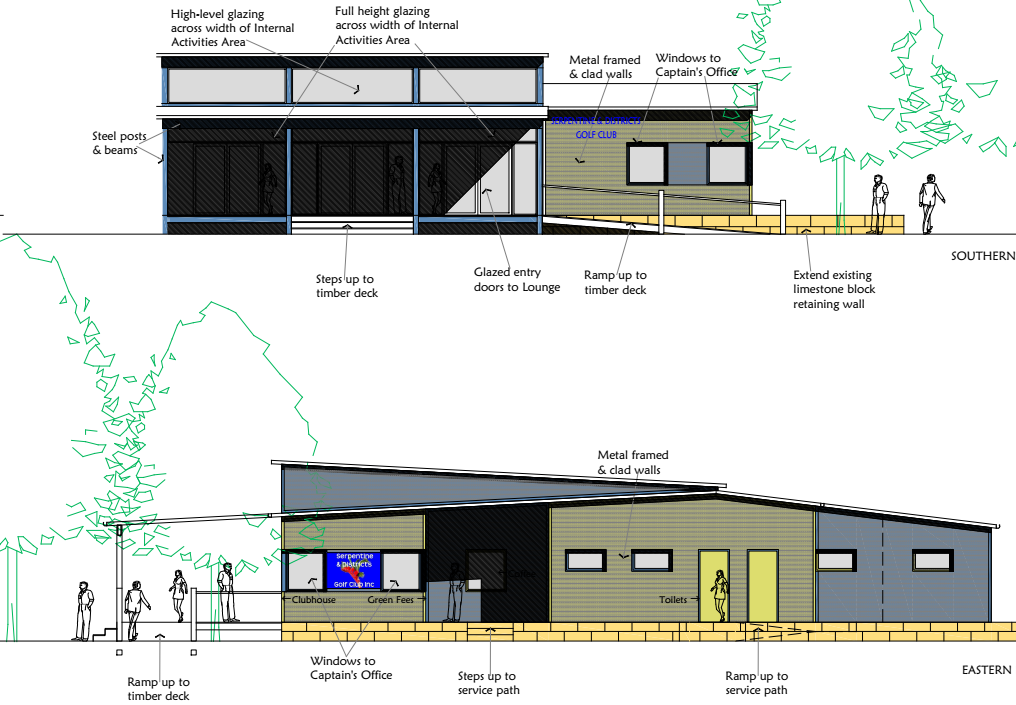 High-level glazing
across width of Internal
Activities Area
Full height glazing
across width of Internal
Activities Area
Metal framed
& clad walls
Windows to
Captain's Office
Steel posts
& beams
SERPENTINE & DISTRICTS
GOLF CLUB
SOUTHERN
Steps up to
timber deck
Glazed entry
doors to Lounge
Ramp up to
timber deck
Extend existing
limestone block
retaining wall
Metal framed
& clad walls
Serpentine
& Districts
Golf Club Inc
Clubhouse
Green Fees
Toilets
EASTERN
Ramp up to
timber deck
Windows to
Captain's Office
Steps up to
service path
Ramp up to
service path